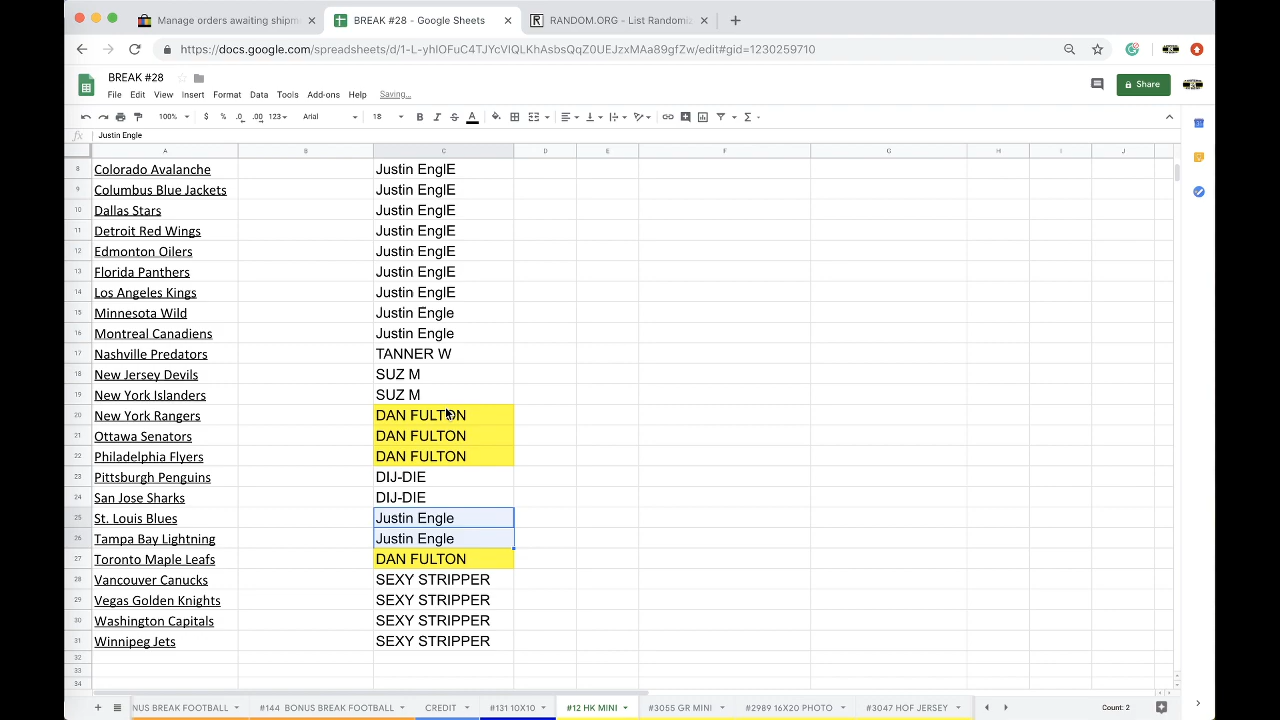 Manage orders awaiting shipm
BREAK #28 - Google Sheets
RANDOM.ORG - List Randomi
https://docs.google.com/spreadsheets/d/1-L-yhIOFuC4TJYcVIQLKhAsbsQqZ0UEJzxMAa89gfZw/edit#gid=1230259710
BREAK #28
File Edit View Insert Format Data Tools Add-ons Help Saving...
Share
100% $ % .0 .00 123 Arial 18
fx Justin Engle
A B C D E F G H I J
8 Colorado Avalanche Justin EnglE
9 Columbus Blue Jackets Justin EnglE
10 Dallas Stars Justin EnglE
11 Detroit Red Wings Justin EnglE
12 Edmonton Oilers Justin EnglE
13 Florida Panthers Justin EnglE
14 Los Angeles Kings Justin EnglE
15 Minnesota Wild Justin Engle
16 Montreal Canadiens Justin Engle
17 Nashville Predators TANNER W
18 New Jersey Devils SUZ M
19 New York Islanders SUZ M
20 New York Rangers DAN FULTON
21 Ottawa Senators DAN FULTON
22 Philadelphia Flyers DAN FULTON
23 Pittsburgh Penguins DIJ-DIE
24 San Jose Sharks DIJ-DIE
25 St. Louis Blues Justin Engle
26 Tampa Bay Lightning Justin Engle
27 Toronto Maple Leafs DAN FULTON
28 Vancouver Canucks SEXY STRIPPER
29 Vegas Golden Knights SEXY STRIPPER
30 Washington Capitals SEXY STRIPPER
31 Winnipeg Jets SEXY STRIPPER
32
33
34
NUS BREAK FOOTBALL #144 BONUS BREAK FOOTBALL CREDIT #131 10X10 #12 HK MINI #3055 GR MINI #2989 16X20 PHOTO #3047 HOF JERSEY Count: 2